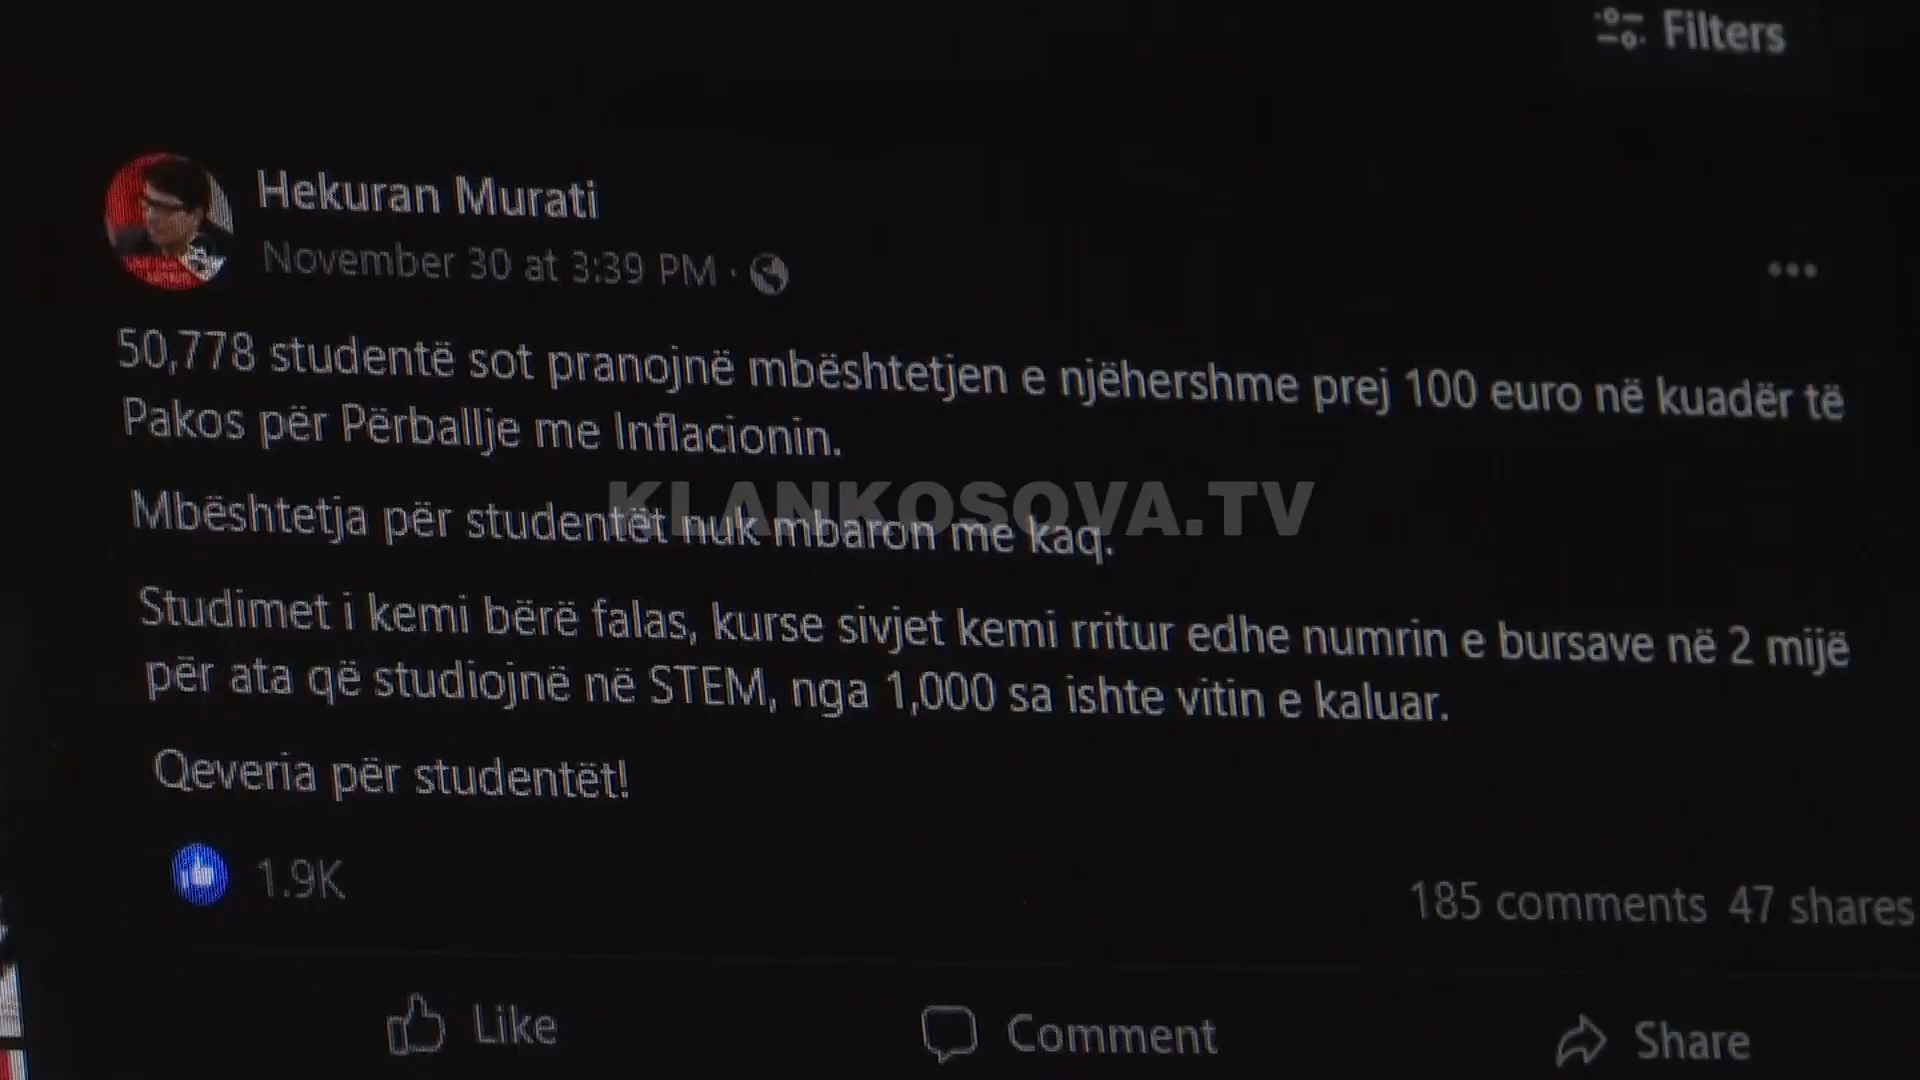 Filters
Hekuran Murati
November 30 at 3:39 PM ·
50,778 studentë sot pranojnë mbështetjen e njëhershme prej 100 euro në kuadër të
Pakos për Përballje me Inflacionin.
KLANKOSOVA.TV
Mbështetja për studentët nuk mbaron me kaq.
Studimet i kemi bërë falas, kurse sivjet kemi rritur edhe numrin e bursave në 2 mijë
për ata që studiojnë në STEM, nga 1,000 sa ishte vitin e kaluar.
Qeveria për studentët!
1.9K
185 comments 47 shares
Like
Comment
Share